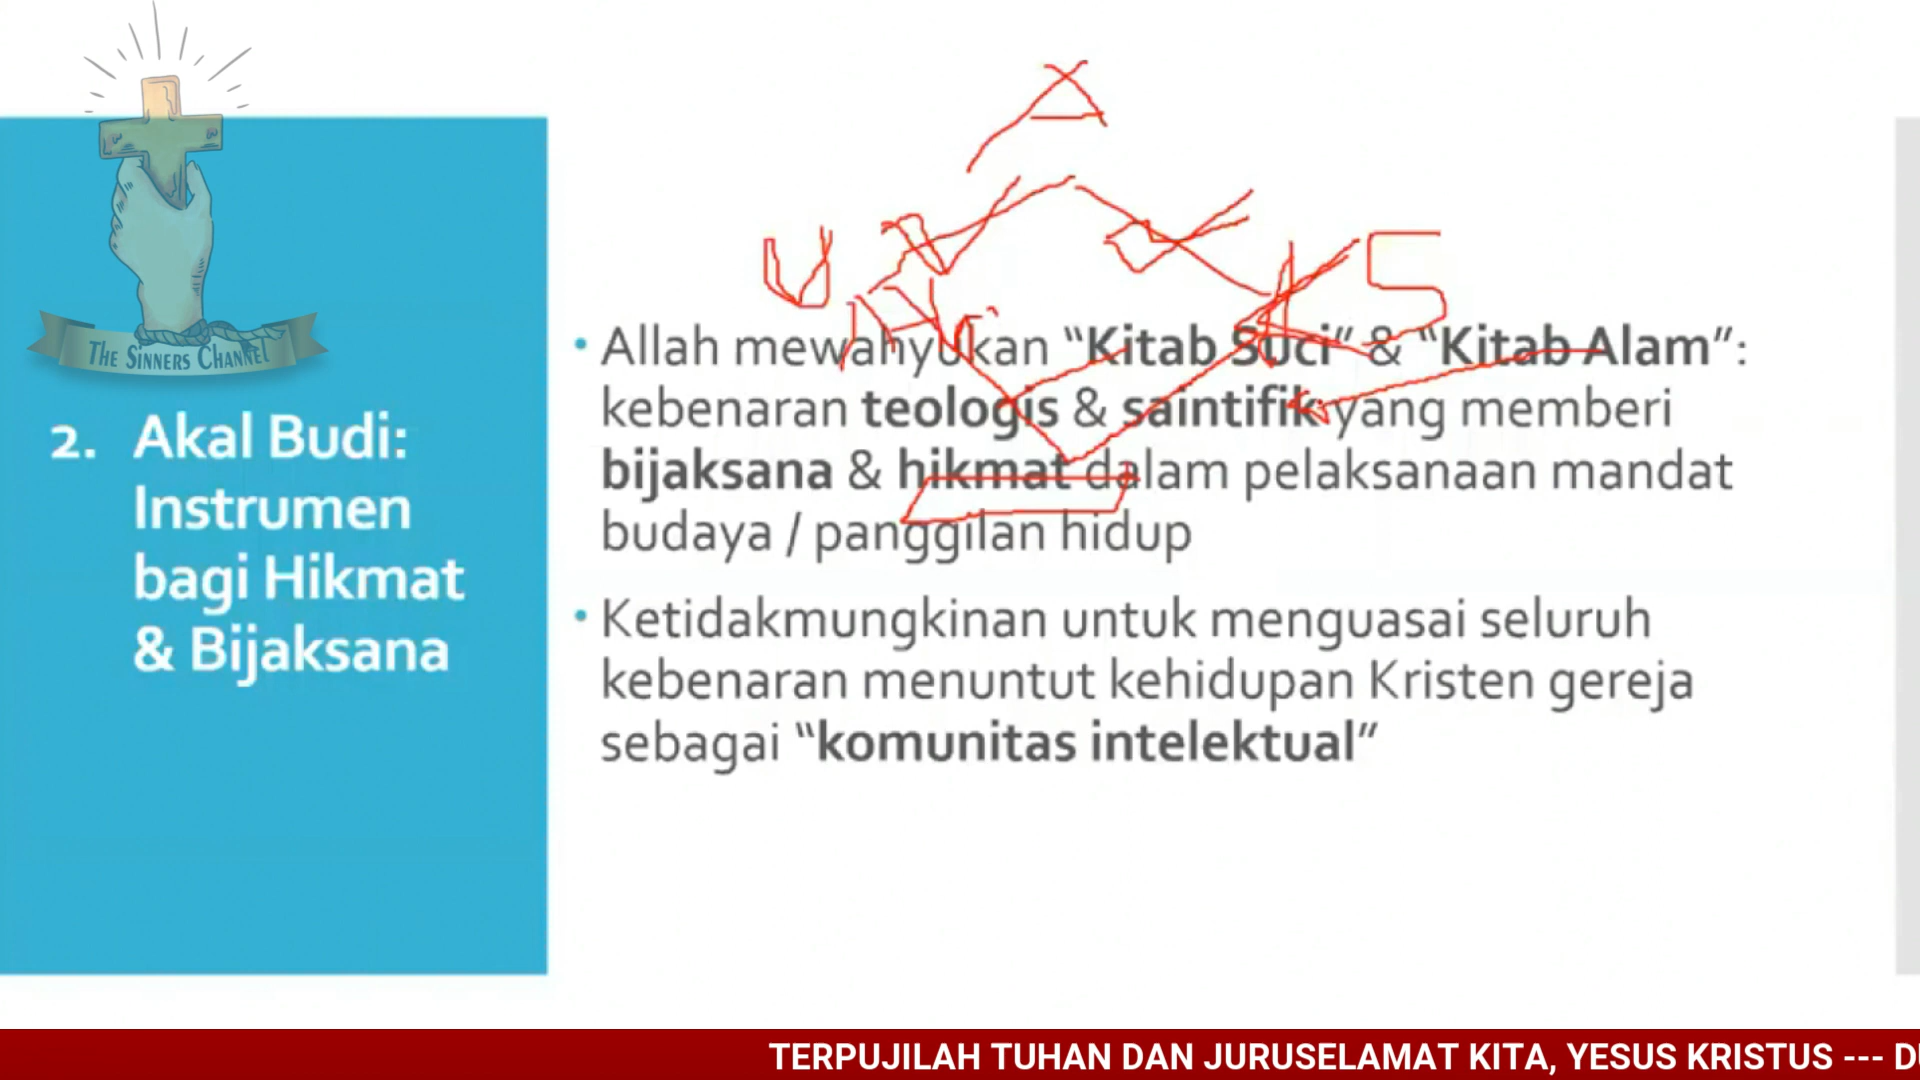 A
U
S
THE SINNERS CHANNEL
2. Akal Budi:
Instrumen
bagi Hikmat
& Bijaksana
• Allah mewahyukan “Kitab Suci” & “Kitab Alam”:
kebenaran teologis & saintifik yang memberi
bijaksana & hikmat dalam pelaksanaan mandat
budaya / panggilan hidup
• Ketidakmungkinan untuk menguasai seluruh
kebenaran menuntut kehidupan Kristen gereja
sebagai “komunitas intelektual”
TERPUJILAH TUHAN DAN JURUSELAMAT KITA, YESUS KRISTUS --- D